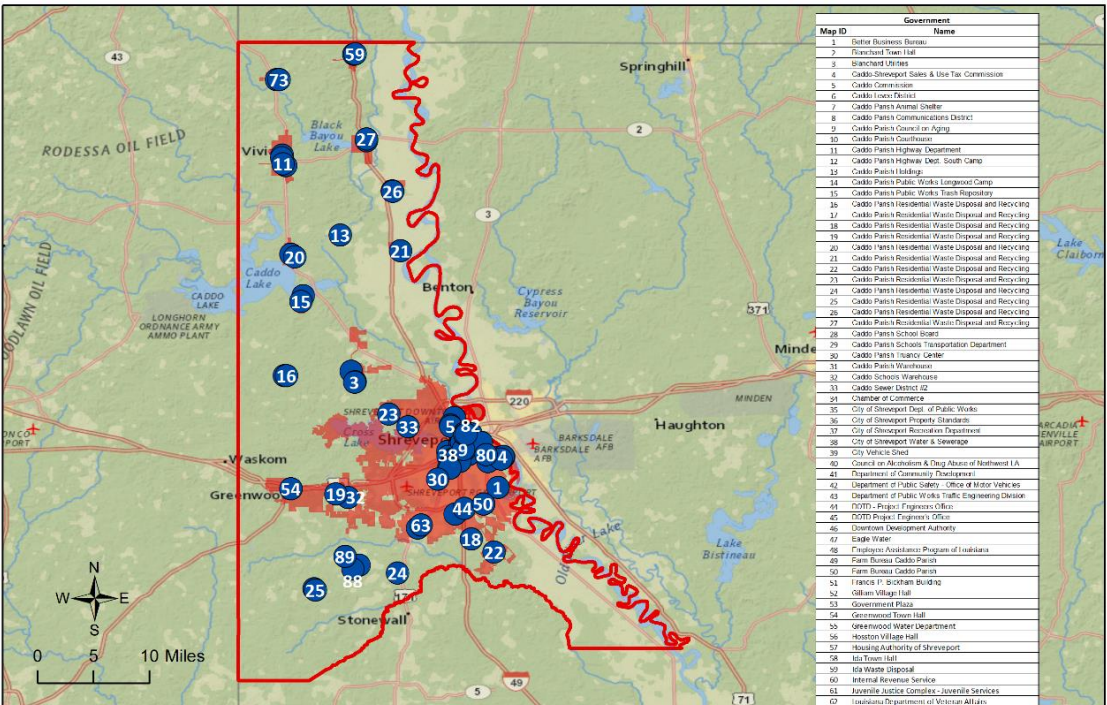 43
59
Springhill
73
Black
Bayou
Lake
2
RODESSA OIL FIELD
27
Vivi
11
26
3
13
21
20
Caddo
Lake
Benton
15
CADDO
LAKE
LONGHORN
ORDNANCE ARMY
AMMO PLANT
Cypress
Bayou
Reservoir
371
Minde
Lake
Claiborn
16
3
220
MINDEN
23
33
5
82
Cross
Lake
Shrevepo
Haughton
BARKSDALE
BARKSDALE
AFB
AFB
38
9
80
4
Waskom
30
54
Greenwoo
19
32
1
50
44
63
18
22
89
88
24
25
Stonewall
Lake
Bistineau
ARCADIA
ENVILLE
AIRPORT
5
49
71
N
W E
S
0 5 10 Miles
Government
Map ID Name
1 Better Business Bureau
2 Blanchard Town Hall
3 Blanchard Utilities
4 Caddo-Shreveport Sales & Use Tax Commission
5 Caddo Commission
6 Caddo Levee District
7 Caddo Parish Animal Shelter
8 Caddo Parish Communications District
9 Caddo Parish Council on Aging
10 Caddo Parish Courthouse
11 Caddo Parish Highway Department
12 Caddo Parish Highway Dept. South Camp
13 Caddo Parish Holdings
14 Caddo Parish Public Works Longwood Camp
15 Caddo Parish Public Works Trash Repository
16 Caddo Parish Residential Waste Disposal and Recycling
17 Caddo Parish Residential Waste Disposal and Recycling
18 Caddo Parish Residential Waste Disposal and Recycling
19 Caddo Parish Residential Waste Disposal and Recycling
20 Caddo Parish Residential Waste Disposal and Recycling
21 Caddo Parish Residential Waste Disposal and Recycling
22 Caddo Parish Residential Waste Disposal and Recycling
23 Caddo Parish Residential Waste Disposal and Recycling
24 Caddo Parish Residential Waste Disposal and Recycling
25 Caddo Parish Residential Waste Disposal and Recycling
26 Caddo Parish Residential Waste Disposal and Recycling
27 Caddo Parish Residential Waste Disposal and Recycling
28 Caddo Parish School Board
29 Caddo Parish Schools Transportation Department
30 Caddo Parish Truancy Center
31 Caddo Parish Warehouse
32 Caddo Schools Warehouse
33 Caddo Sewer District #2
34 Chamber of Commerce
35 City of Shreveport Dept. of Public Works
36 City of Shreveport Property Standards
37 City of Shreveport Recreation Department
38 City of Shreveport Water & Sewerage
39 City Vehicle Shed
40 Council on Alcoholism & Drug Abuse of Northwest LA
41 Department of Community Development
42 Department of Public Safety - Office of Motor Vehicles
43 Department of Public Works Traffic Engineering Division
44 DOTD - Project Engineers Office
45 DOTD Project Engineer's Office
46 Downtown Development Authority
47 Eagle Water
48 Employee Assistance Program of Louisiana
49 Farm Bureau Caddo Parish
50 Farm Bureau Caddo Parish
51 Francis P. Bickham Building
52 Gilliam Village Hall
53 Government Plaza
54 Greenwood Town Hall
55 Greenwood Water Department
56 Hosston Village Hall
57 Housing Authority of Shreveport
58 Ida Town Hall
59 Ida Waste Disposal
60 Internal Revenue Service
61 Juvenile Justice Complex - Juvenile Services
62 Louisiana Department of Veteran Affairs